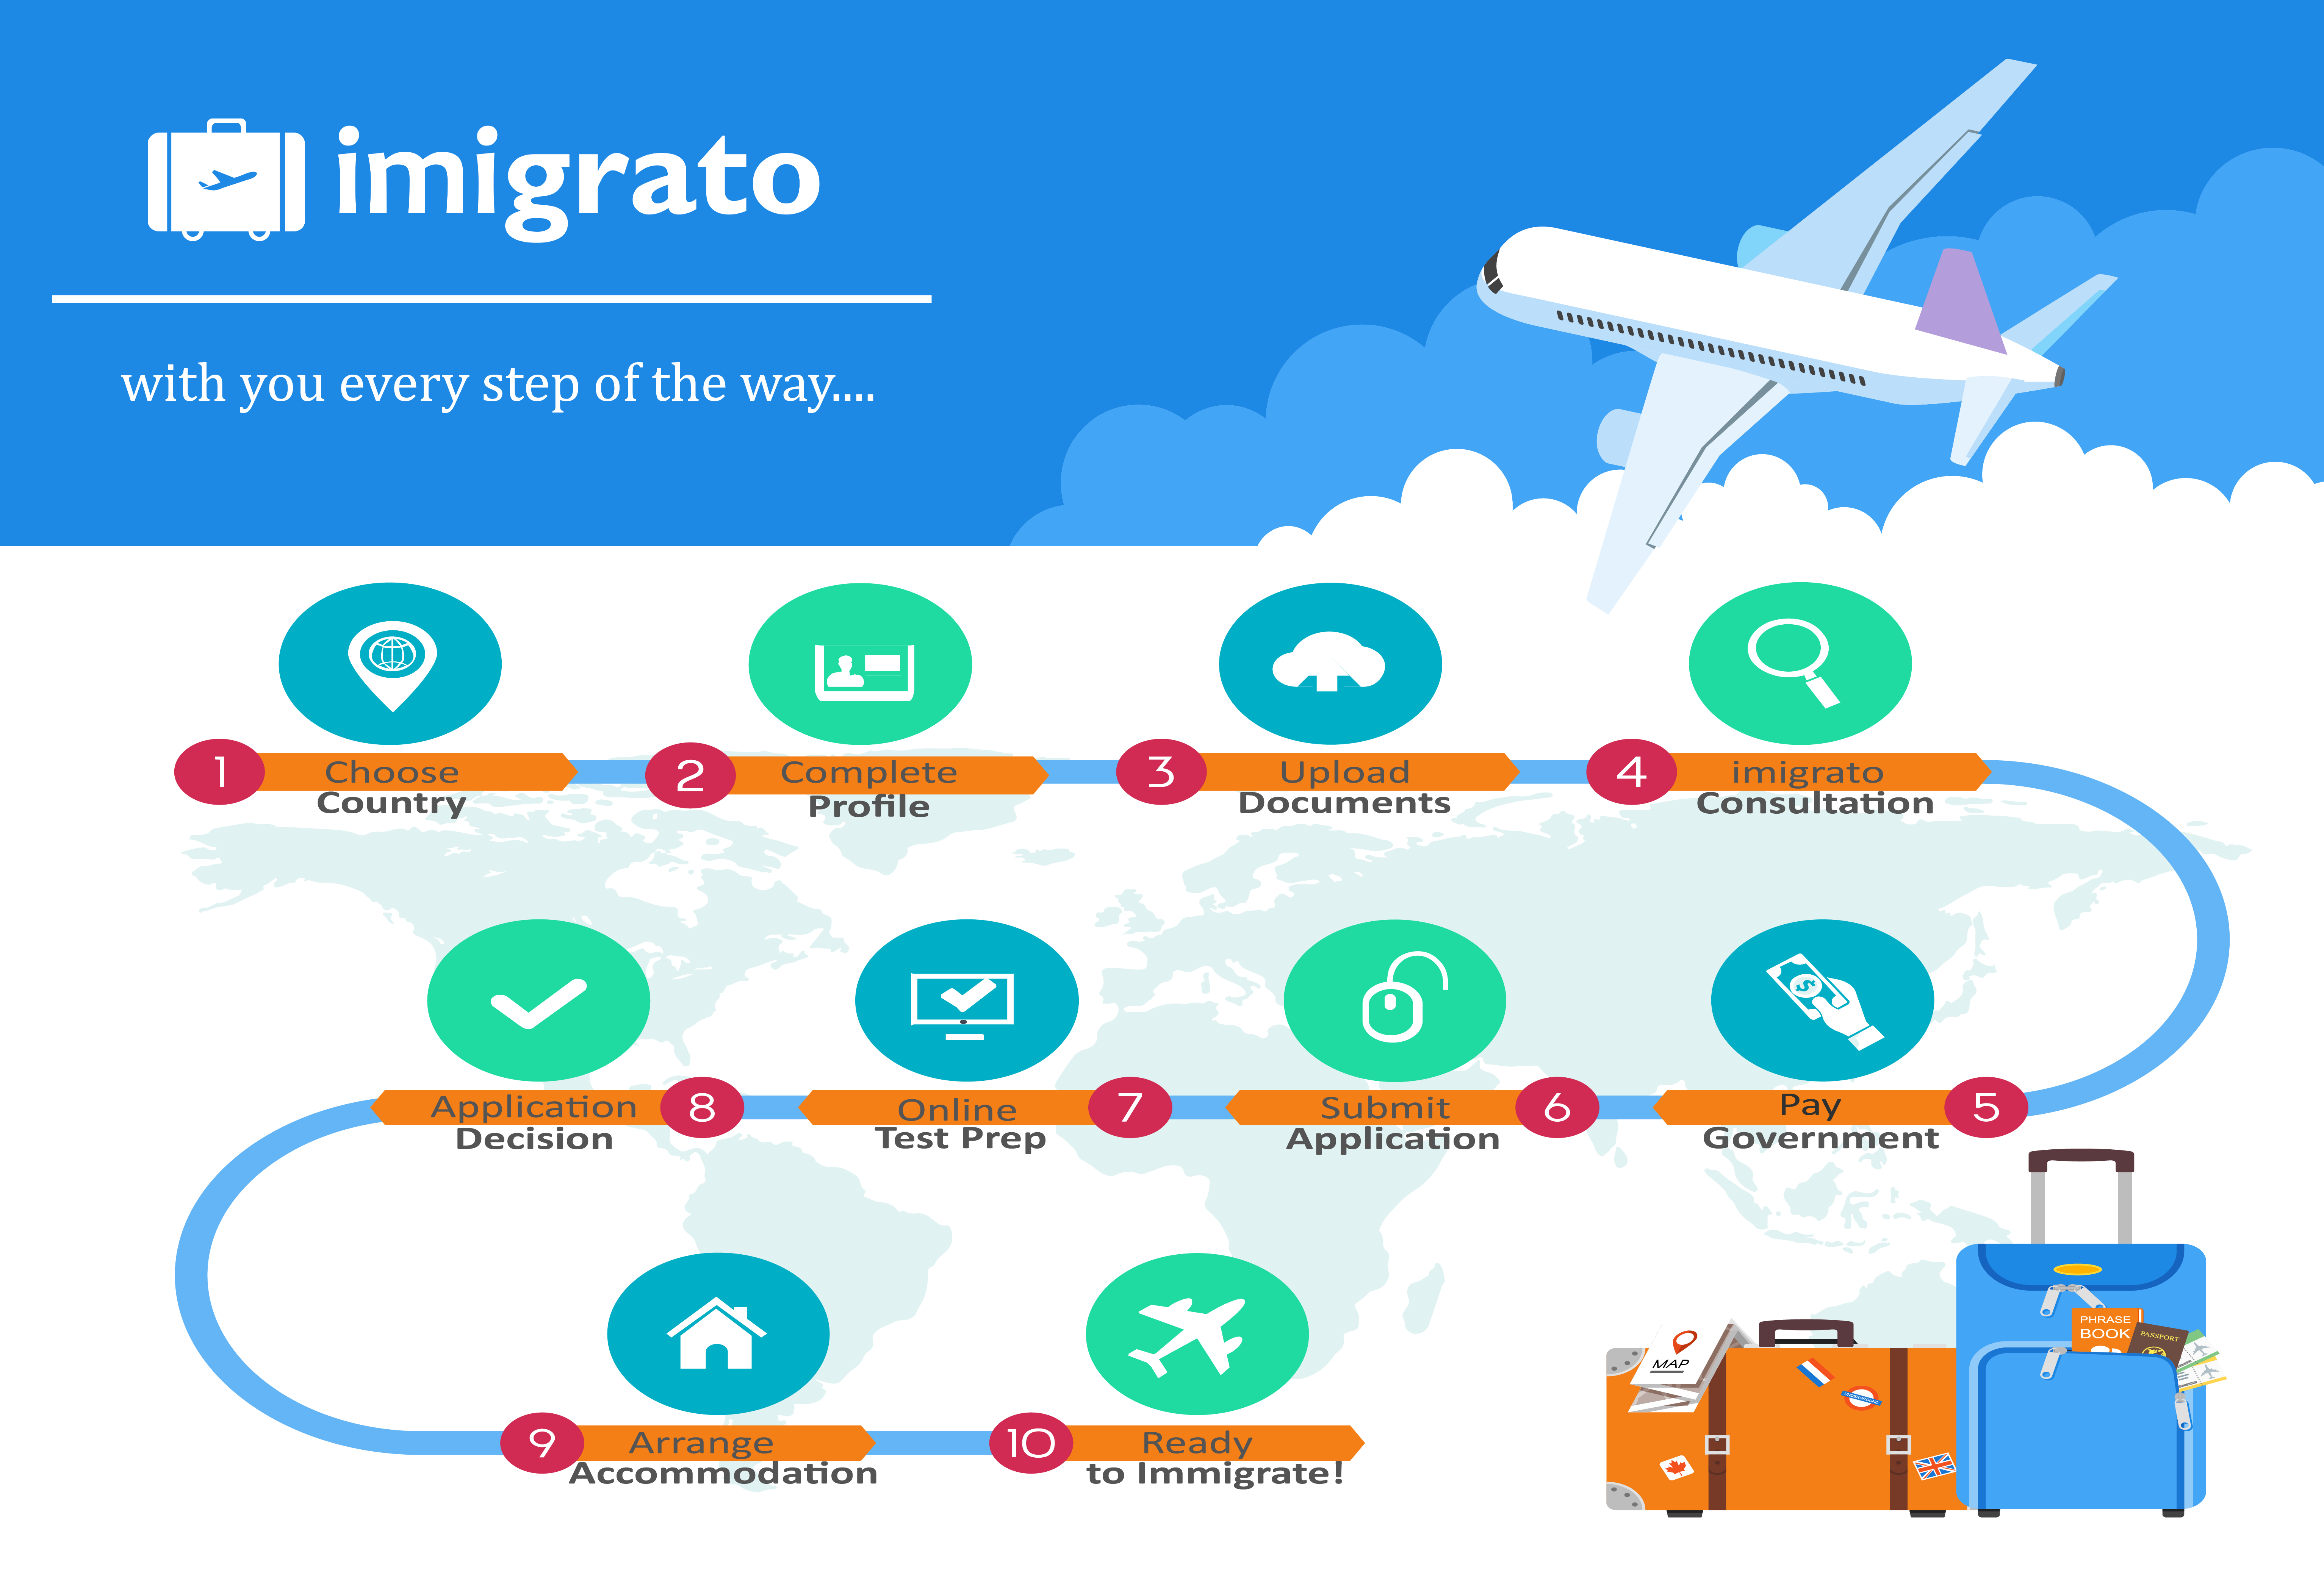 imigrato
with you every step of the way....
1
Choose
Country
2
Complete
Profile
3
Upload
Documents
4
imigrato
Consultation
5
Pay
Government
6
Submit
Application
7
Online
Test Prep
8
Application
Decision
9
Arrange
Accommodation
10
Ready
to Immigrate!
MAP
UNDERGROUND
PHRASE
BOOK
PASSPORT
$